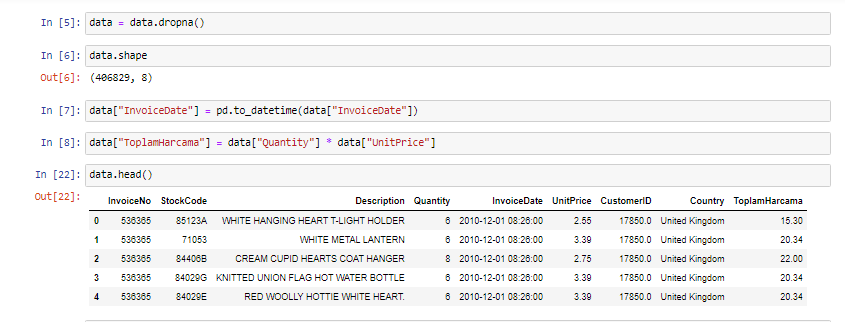 In [5]: data = data.dropna()
In [6]: data.shape
Out[6]: (406829, 8)
In [7]: data["InvoiceDate"] = pd.to_datetime(data["InvoiceDate"])
In [8]: data["ToplamHarcama"] = data["Quantity"] * data["UnitPrice"]
In [22]: data.head()
Out[22]:
InvoiceNo StockCode Description Quantity InvoiceDate UnitPrice CustomerID Country ToplamHarcama
0 536365 85123A WHITE HANGING HEART T-LIGHT HOLDER 6 2010-12-01 08:26:00 2.55 17850.0 United Kingdom 15.30
1 536365 71053 WHITE METAL LANTERN 6 2010-12-01 08:26:00 3.39 17850.0 United Kingdom 20.34
2 536365 84406B CREAM CUPID HEARTS COAT HANGER 8 2010-12-01 08:26:00 2.75 17850.0 United Kingdom 22.00
3 536365 84029G KNITTED UNION FLAG HOT WATER BOTTLE 6 2010-12-01 08:26:00 3.39 17850.0 United Kingdom 20.34
4 536365 84029E RED WOOLLY HOTTIE WHITE HEART. 6 2010-12-01 08:26:00 3.39 17850.0 United Kingdom 20.34